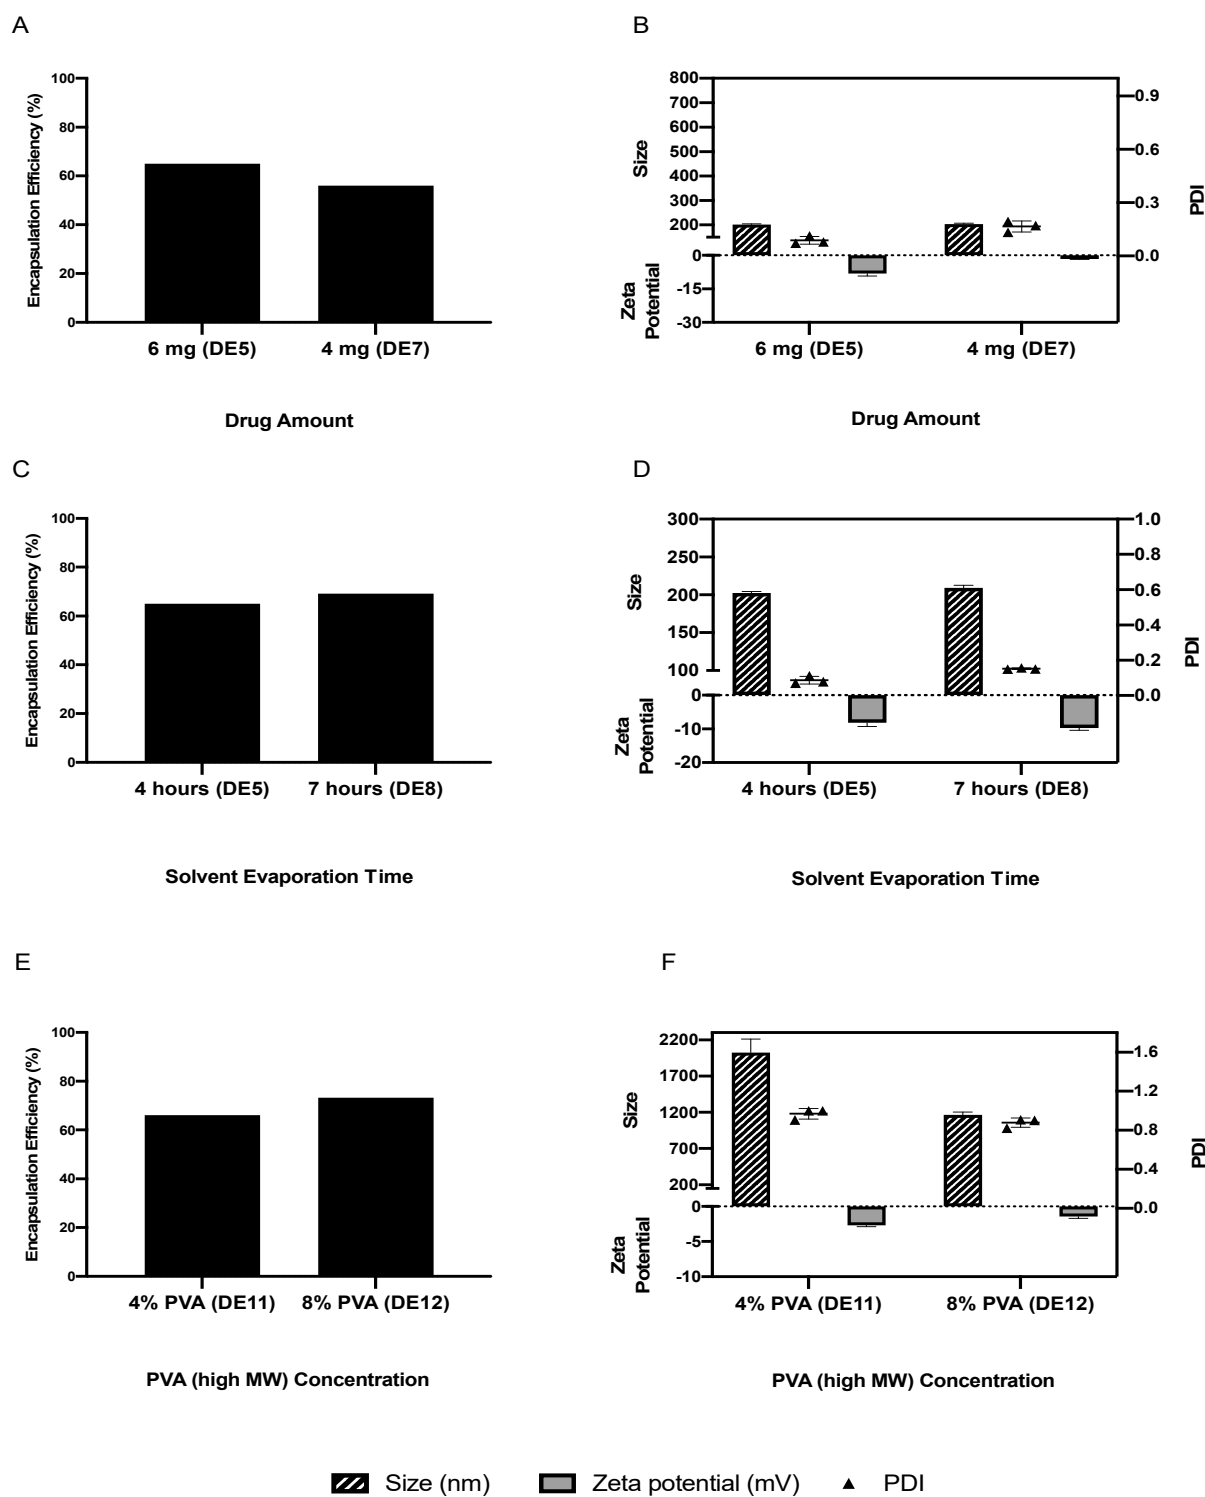 A
B
Encapsulation Efficiency (%)
100
80
60
40
20
0
6 mg (DE5)
4 mg (DE7)
Drug Amount
Size
800
700
600
500
400
300
200
0
-15
-30
Zeta
Potential
0.9
0.6
0.3
0.0
PDI
6 mg (DE5)
4 mg (DE7)
Drug Amount
C
D
Encapsulation Efficiency (%)
100
80
60
40
20
0
4 hours (DE5)
7 hours (DE8)
Solvent Evaporation Time
Size
300
250
200
150
100
0
-10
-20
Zeta
Potential
1.0
0.8
0.6
0.4
0.2
0.0
PDI
4 hours (DE5)
7 hours (DE8)
Solvent Evaporation Time
E
F
Encapsulation Efficiency (%)
100
80
60
40
20
0
4% PVA (DE11)
8% PVA (DE12)
PVA (high MW) Concentration
Size
2200
1700
1200
700
200
0
-5
-10
Zeta
Potential
1.6
1.2
0.8
0.4
0.0
PDI
4% PVA (DE11)
8% PVA (DE12)
PVA (high MW) Concentration
Size (nm)
Zeta potential (mV)
PDI